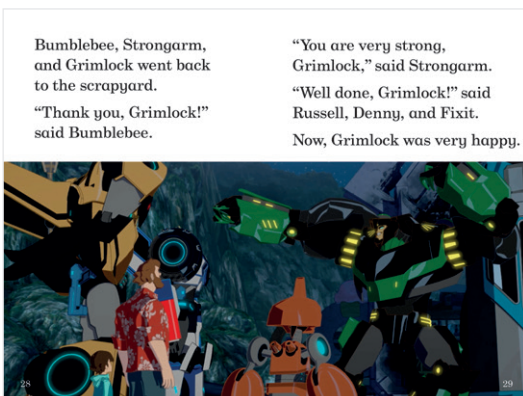 Bumblebee, Strongarm,
and Grimlock went back
to the scrapyard.
“Thank you, Grimlock!”
said Bumblebee.
28
“You are very strong,
Grimlock,” said Strongarm.
“Well done, Grimlock!” said
Russell, Denny, and Fixit.
Now, Grimlock was very happy.
29